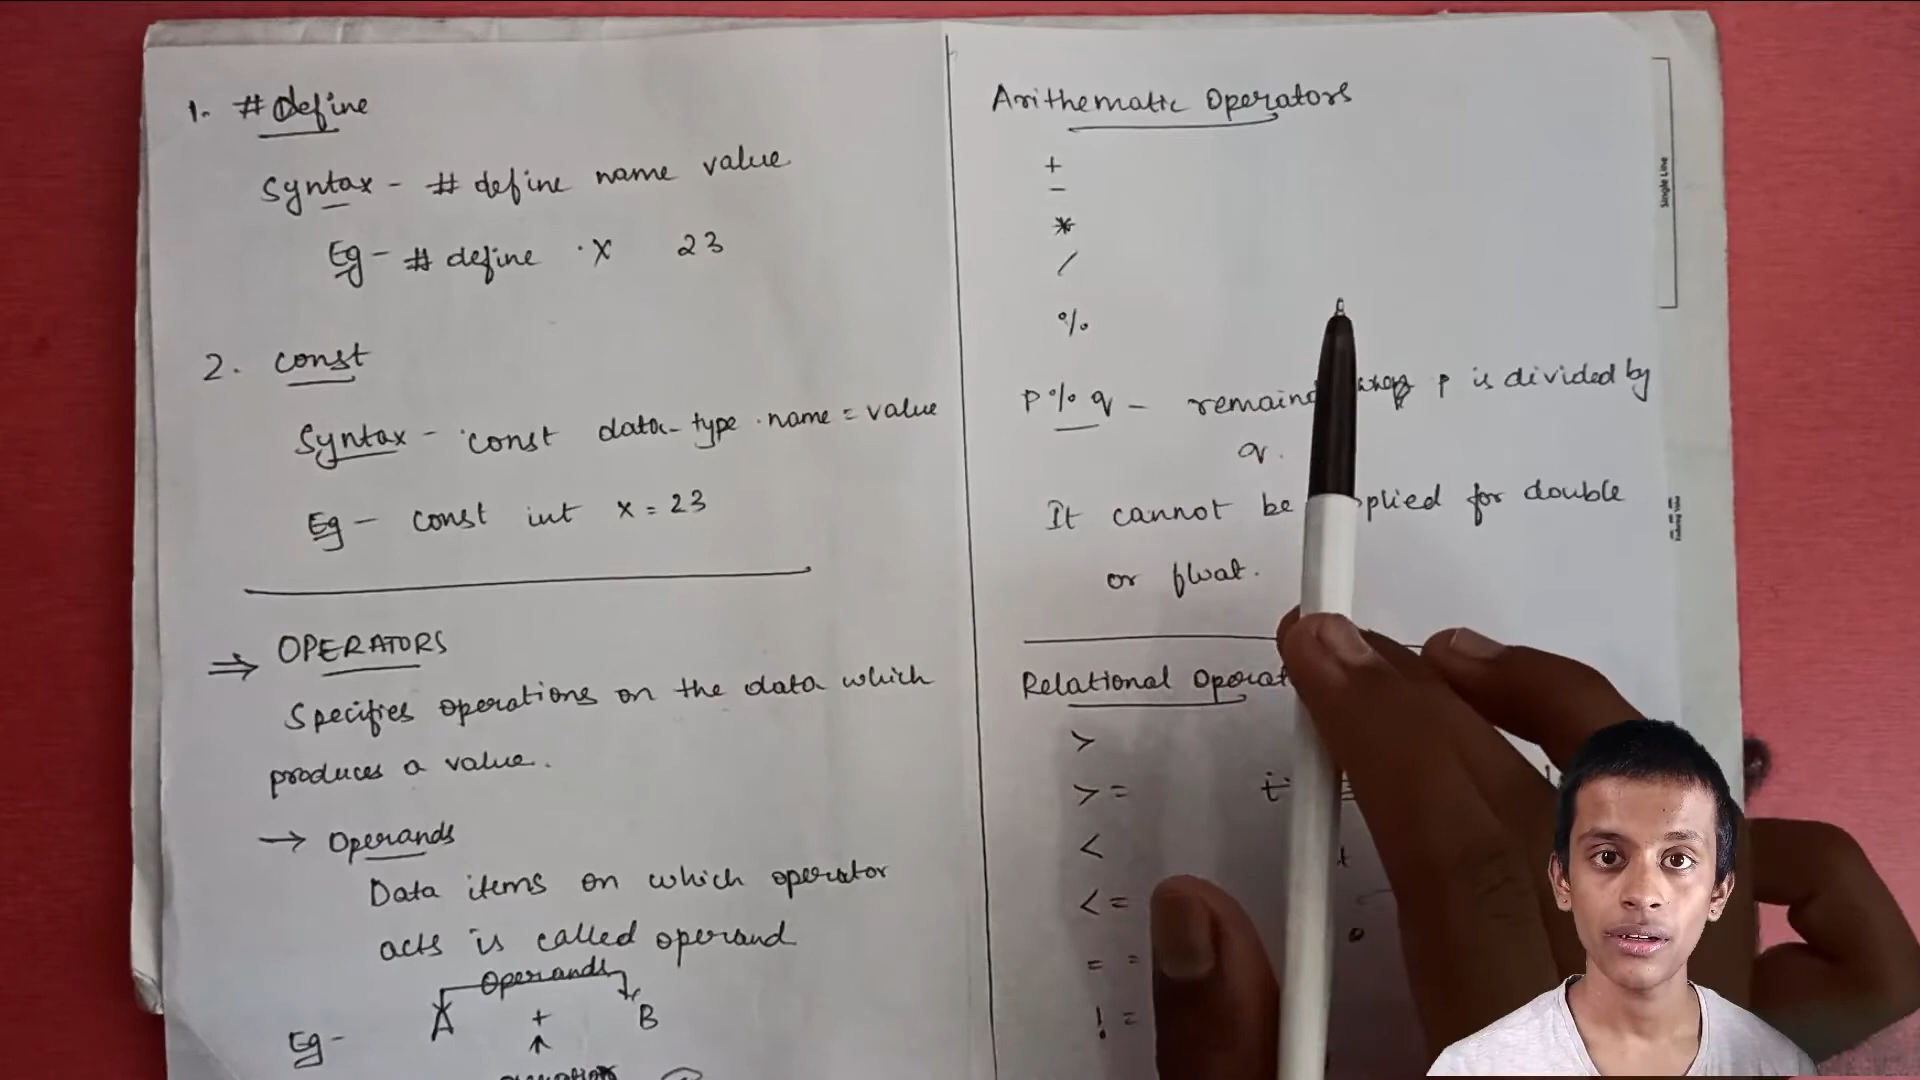 1. #Define
Syntax - # define name value
Eg - # define X 23
2. const
Syntax - const data-type name = value
Eg - const int x = 23
⇒ OPERATORS
Specifies operations on the data which
produces a value.
→ Operands
Data items on which operator
acts is called operand
Operands
Eg - A + B
↑
Arithematic Operators
+
-
*
/
%
p % q - p is divided by
q.
It cannot be for double
or float.
Relational
>
>=
<
<=
= =
! =
Single Line